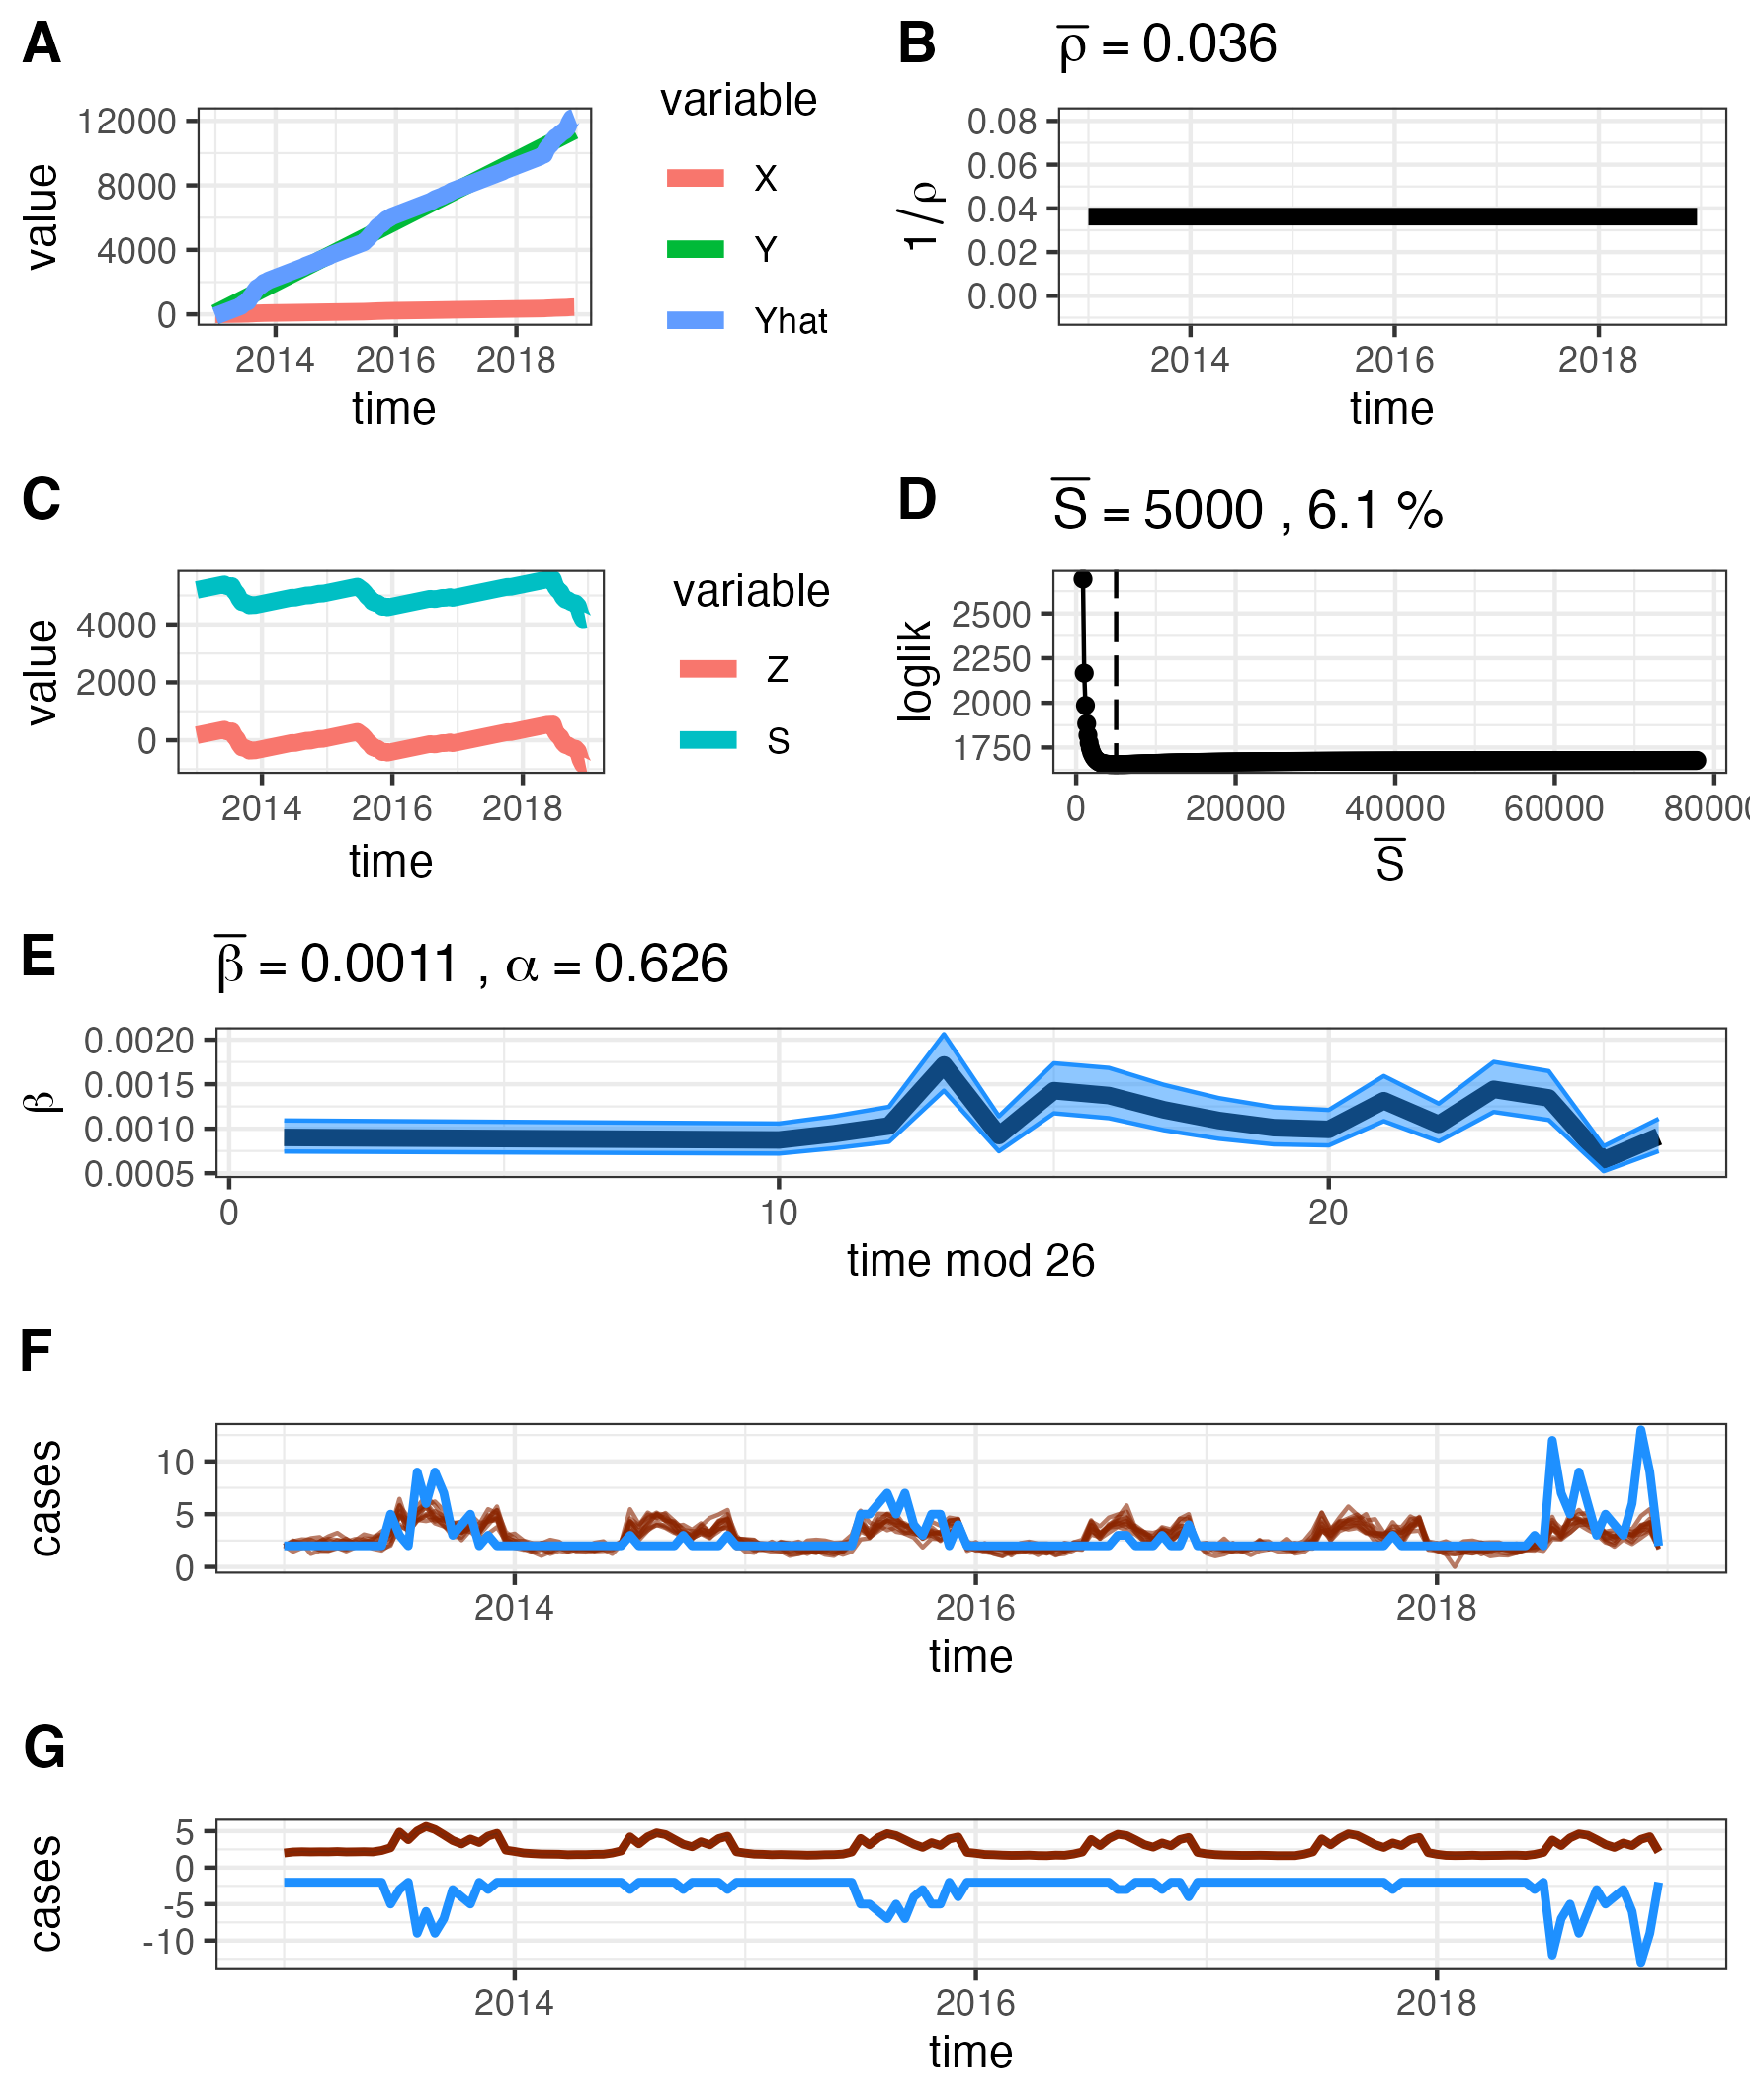 A
12000
8000
4000
0
value
2014 2016 2018
time
variable
X
Y
Yhat
B
ρ̅ = 0.036
0.08
0.06
0.04
0.02
0.00
1/ρ
2014 2016 2018
time
C
4000
2000
0
value
2014 2016 2018
time
variable
Z
S
D
S̅ = 5000 , 6.1 %
2500
2250
2000
1750
loglik
0 20000 40000 60000 8000
S̅
E
β̅ = 0.0011 , α = 0.626
0.0020
0.0015
0.0010
0.0005
β
0 10 20
time mod 26
F
10
5
0
cases
2014 2016 2018
time
G
5
0
-5
-10
cases
2014 2016 2018
time